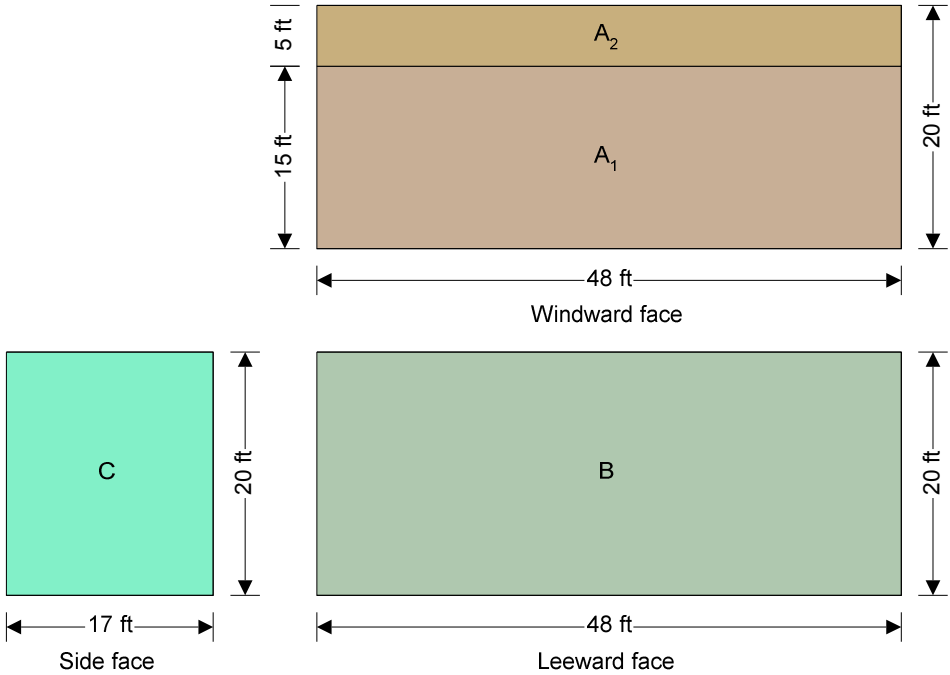 5 ft
A2
20 ft
15 ft
A1
48 ft
Windward face
C
20 ft
B
20 ft
17 ft
48 ft
Side face
Leeward face